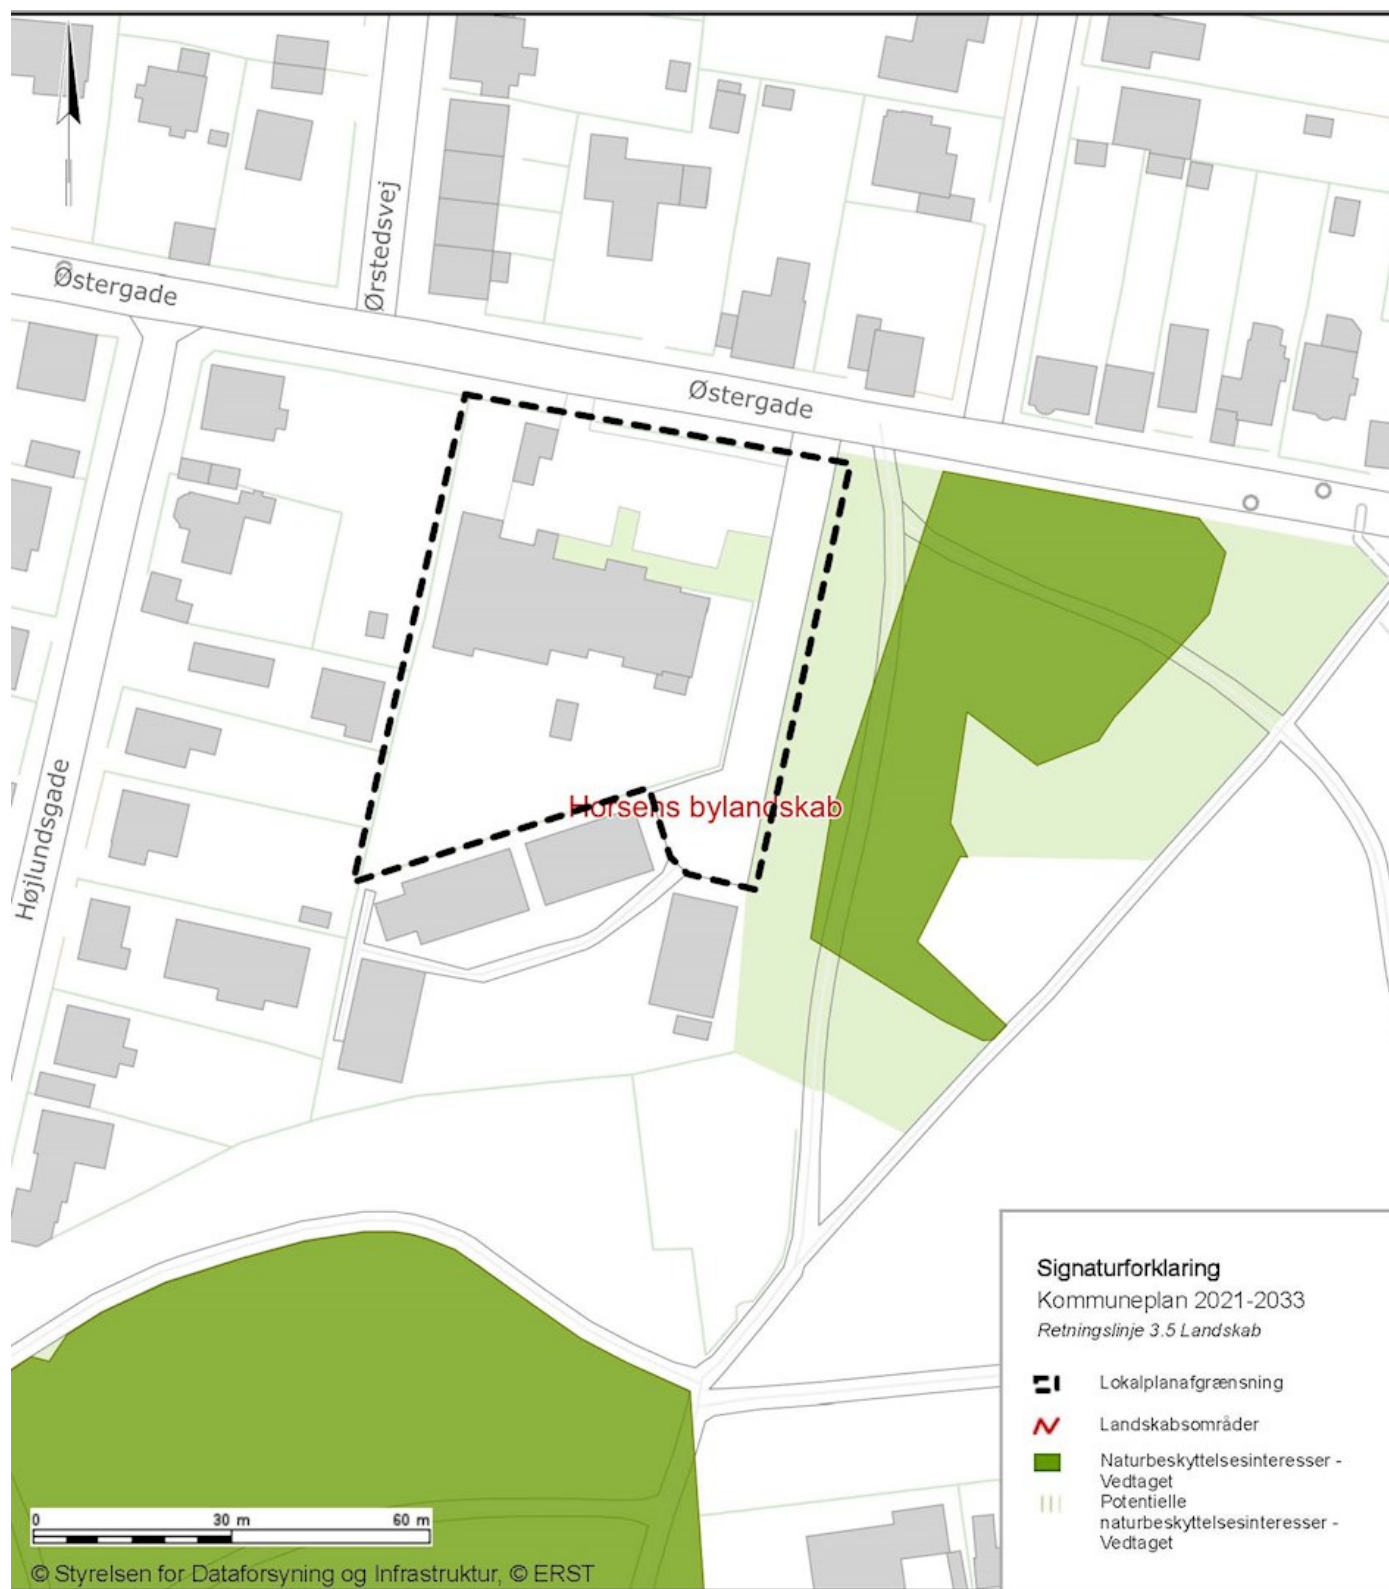 Østergade
Ørstedsvej
Østergade
Højlundsgade
Horsens bylandskab
Signaturforklaring
Kommuneplan 2021-2033
Retningslinje 3.5 Landskab
Lokalplanafgrænsning
Landskabsområder
Naturbeskyttelsesinteresser -
Vedtaget
Potentielle
naturbeskyttelsesinteresser -
Vedtaget
0 30 m 60 m
© Styrelsen for Dataforsyning og Infrastruktur, © ERST